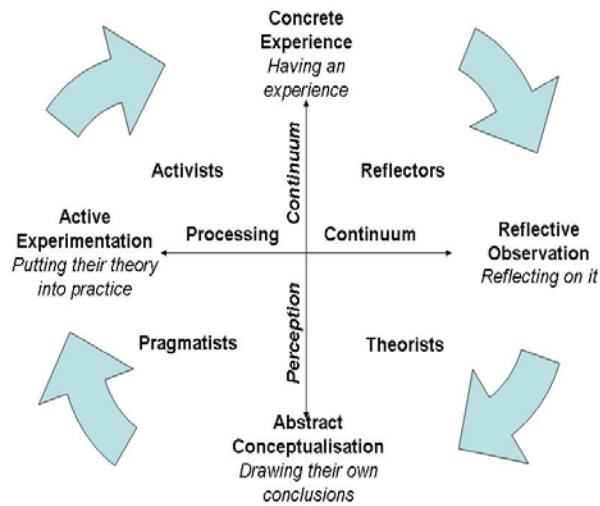 Concrete
Experience
Having an
experience
Activists
Reflectors
Continuum
Active
Experimentation
Putting their theory
into practice
Processing
Continuum
Reflective
Observation
Reflecting on it
Perception
Pragmatists
Theorists
Abstract
Conceptualisation
Drawing their own
conclusions